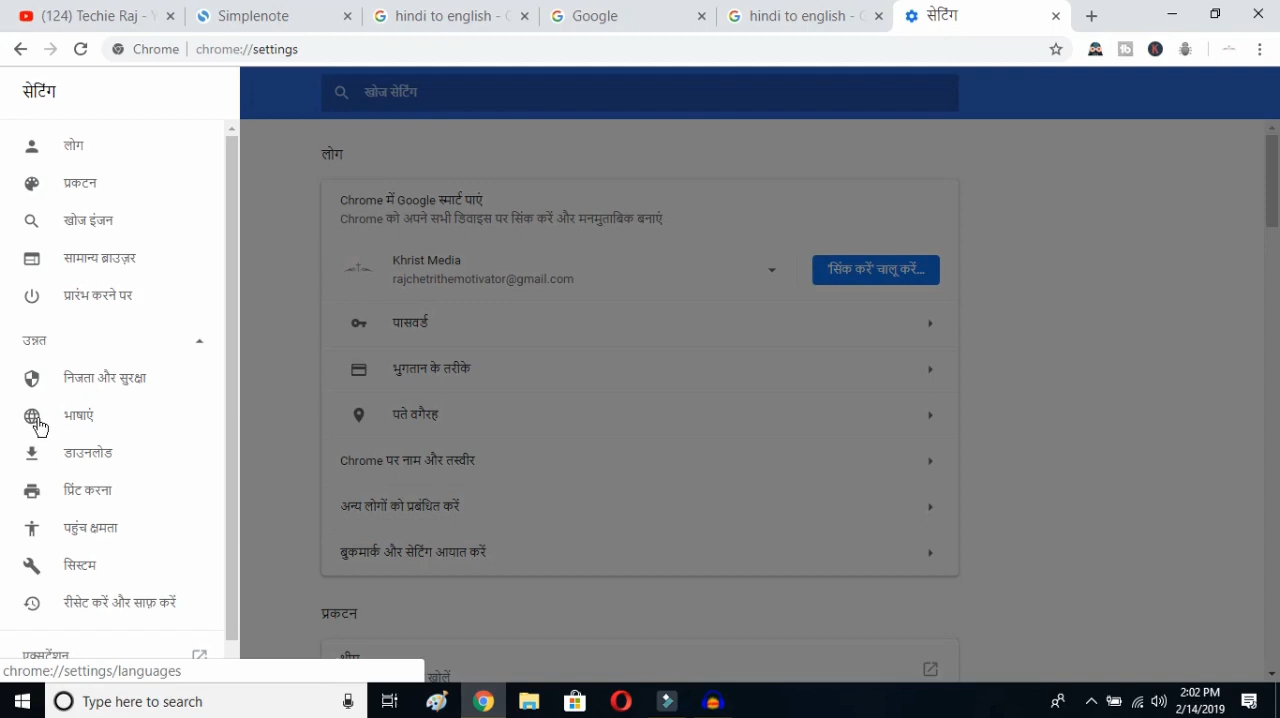 (124) Techie Raj - Y
Simplenote
hindi to english - G
Google
hindi to english - G
सेटिंग
Chrome chrome://settings
सेटिंग
खोज सेटिंग
लोग
प्रकटन
खोज इंजन
सामान्य ब्राउज़र
प्रारंभ करने पर
उन्नत
निजता और सुरक्षा
भाषाएं
डाउनलोड
प्रिंट करना
पहुंच क्षमता
सिस्टम
रीसेट करें और साफ़ करें
एक्सटेंशन
लोग
Chrome में Google स्मार्ट पाएं
Chrome को अपने सभी डिवाइस पर सिंक करें और मनमुताबिक बनाएं
Khrist Media
rajchetrithemotivator@gmail.com
'सिंक करें' चालू करें...
पासवर्ड
भुगतान के तरीके
पते वगैरह
Chrome पर नाम और तस्वीर
अन्य लोगों को प्रबंधित करें
बुकमार्क और सेटिंग आयात करें
प्रकटन
थीम
खोलें
chrome://settings/languages
Type here to search
2:02 PM
2/14/2019